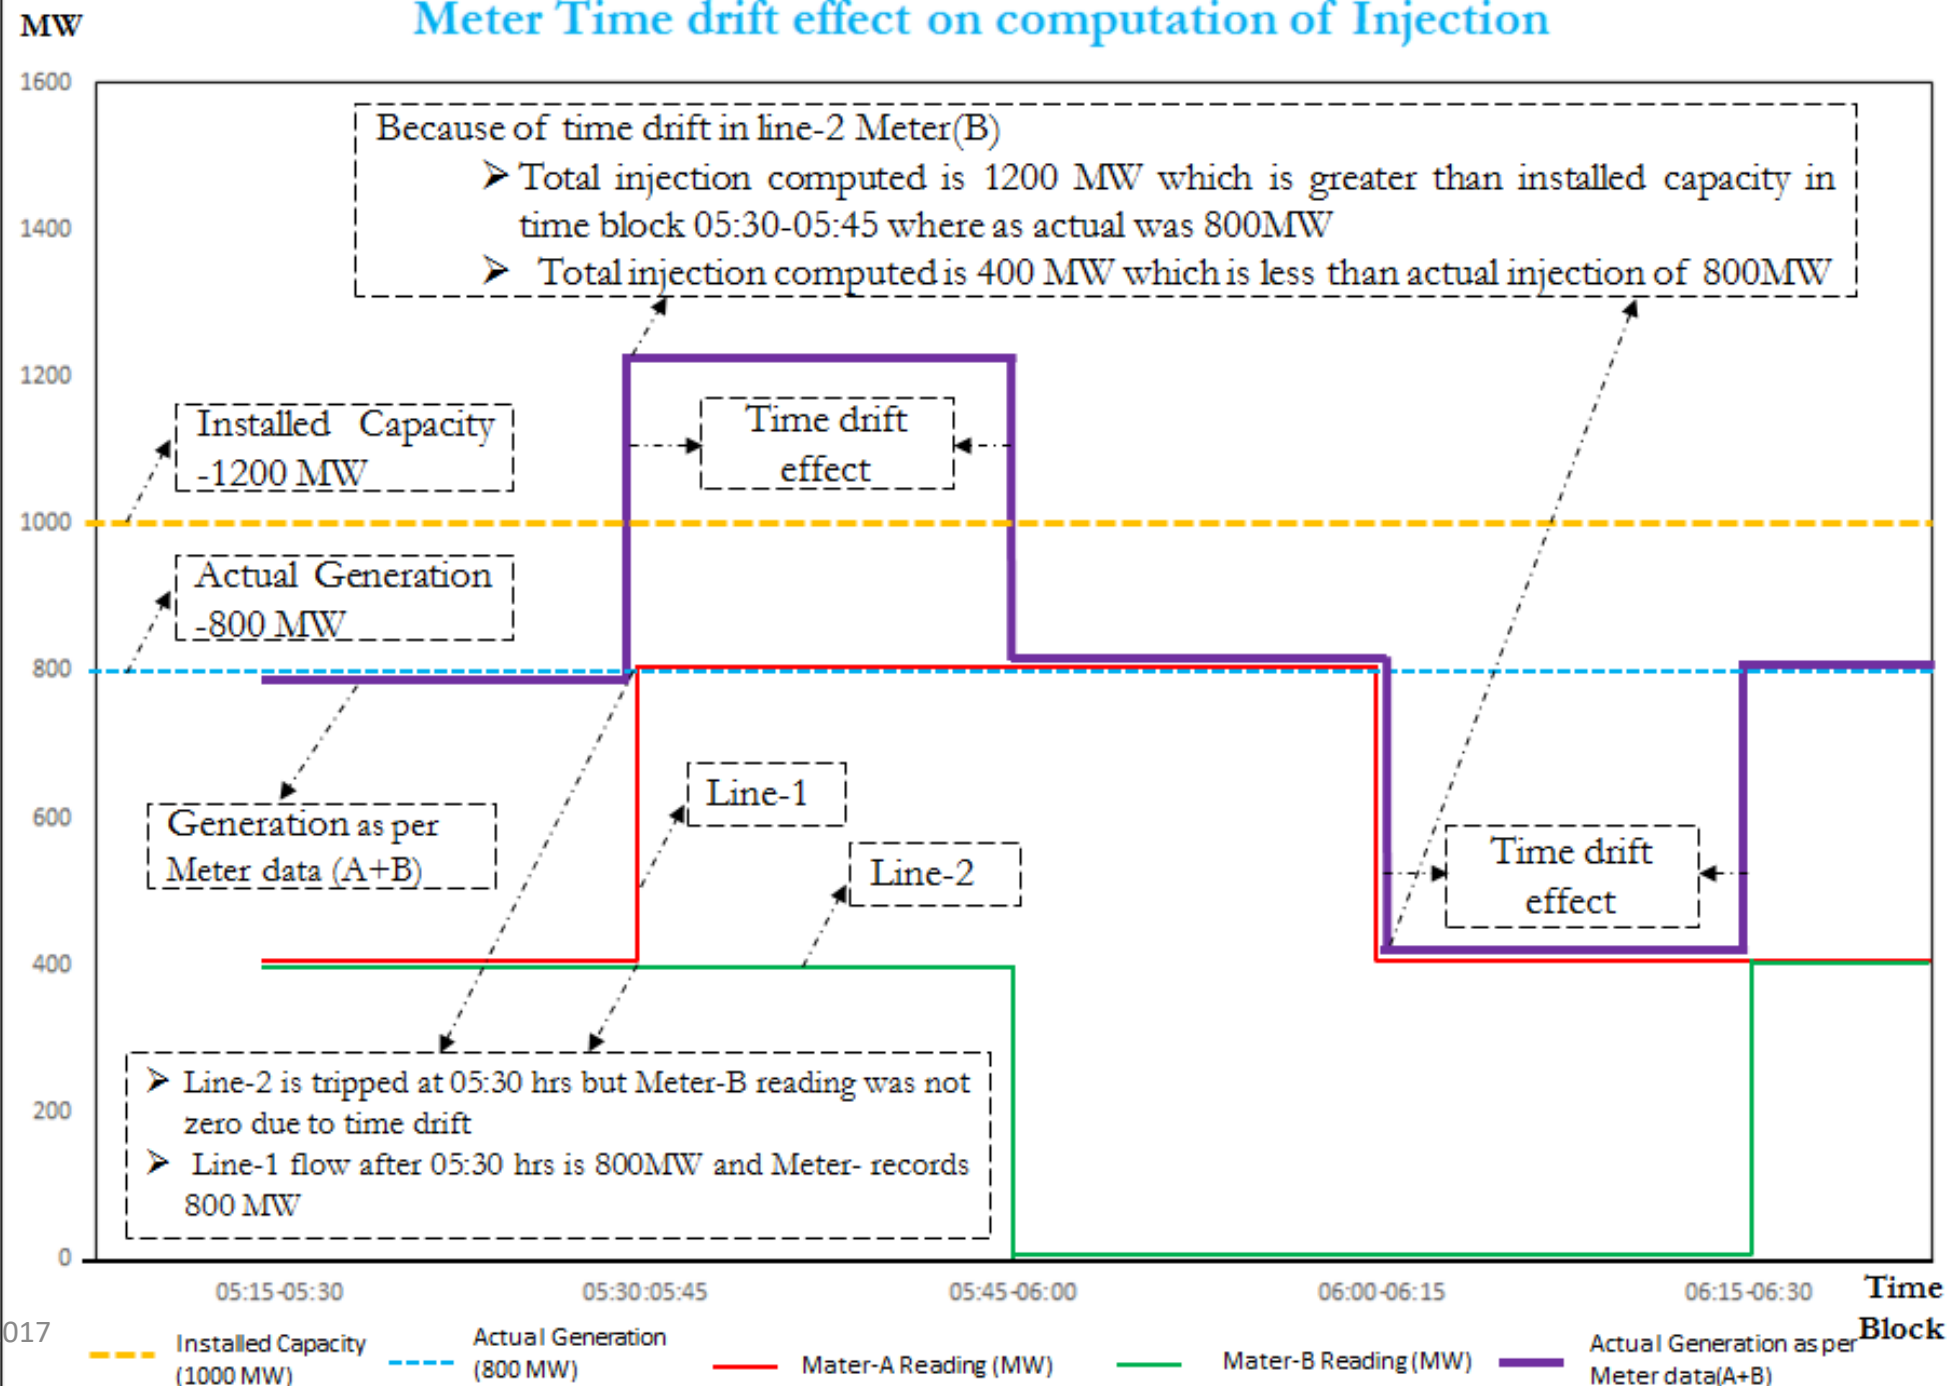 Meter Time drift effect on computation of Injection
MW
1600
1400
1200
1000
800
600
400
200
0
Because of time drift in line-2 Meter(B)
➤ Total injection computed is 1200 MW which is greater than installed capacity in
time block 05:30-05:45 where as actual was 800MW
➤ Total injection computed is 400 MW which is less than actual injection of 800MW
Installed Capacity
-1200 MW
Time drift
effect
Actual Generation
-800 MW
Generation as per
Meter data (A+B)
Line-1
Line-2
Time drift
effect
➤ Line-2 is tripped at 05:30 hrs but Meter-B reading was not
zero due to time drift
➤ Line-1 flow after 05:30 hrs is 800MW and Meter- records
800 MW
05:15-05:30
05:30:05:45
05:45-06:00
06:00-06:15
06:15-06:30
Time
Block
017
Installed Capacity
(1000 MW)
Actual Generation
(800 MW)
Mater-A Reading (MW)
Mater-B Reading (MW)
Actual Generation as per
Meter data(A+B)